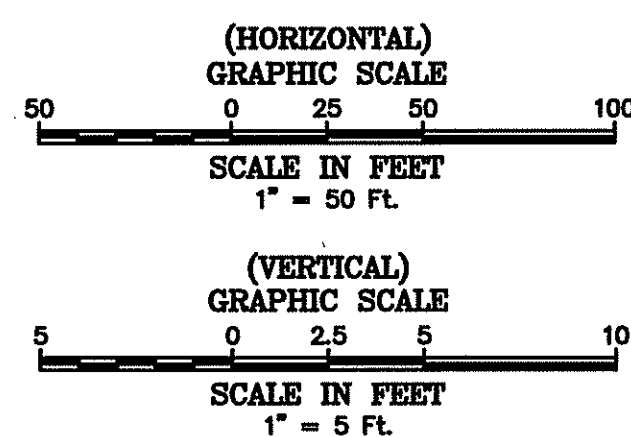 (HORIZONTAL)
GRAPHIC SCALE
50 0 25 50 100
SCALE IN FEET
1" = 50 Ft.
(VERTICAL)
GRAPHIC SCALE
5 0 2.5 5 10
SCALE IN FEET
1" = 5 Ft.